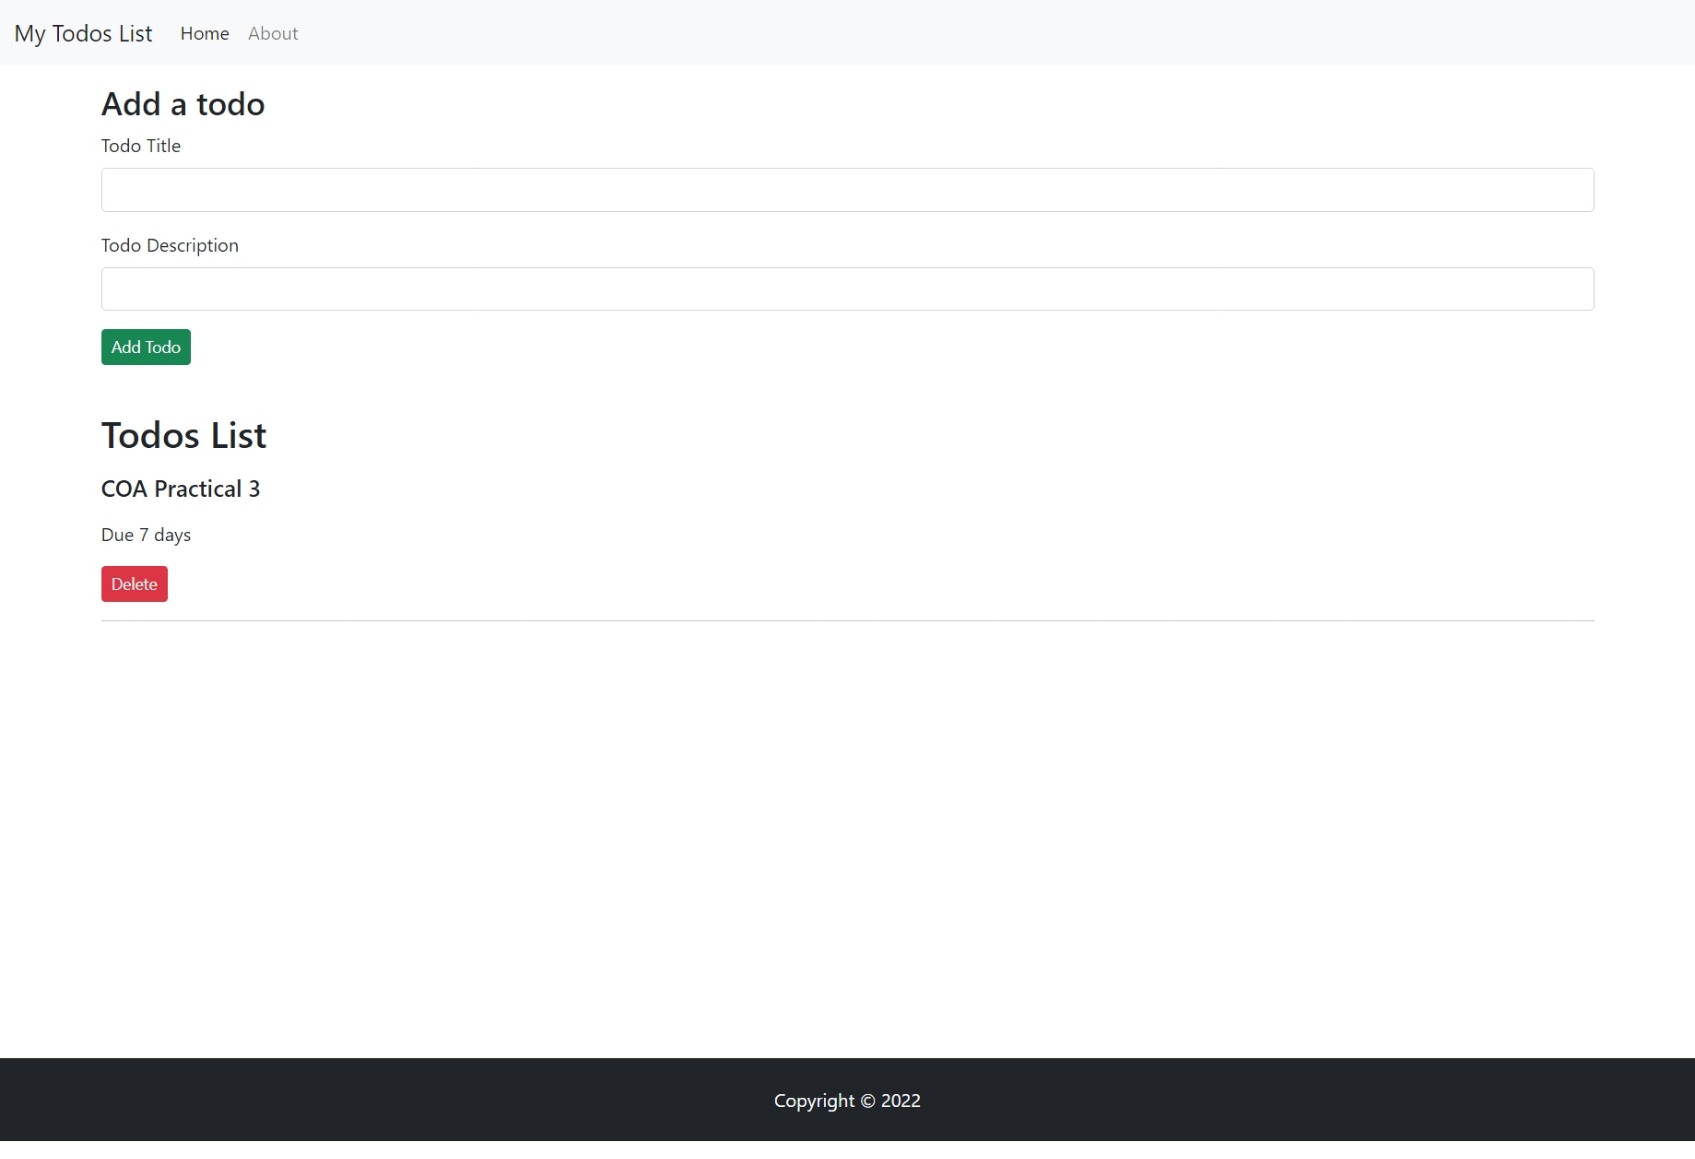 My Todos List Home About
Add a todo
Todo Title
Todo Description
Add Todo
Todos List
COA Practical 3
Due 7 days
Delete
Copyright © 2022